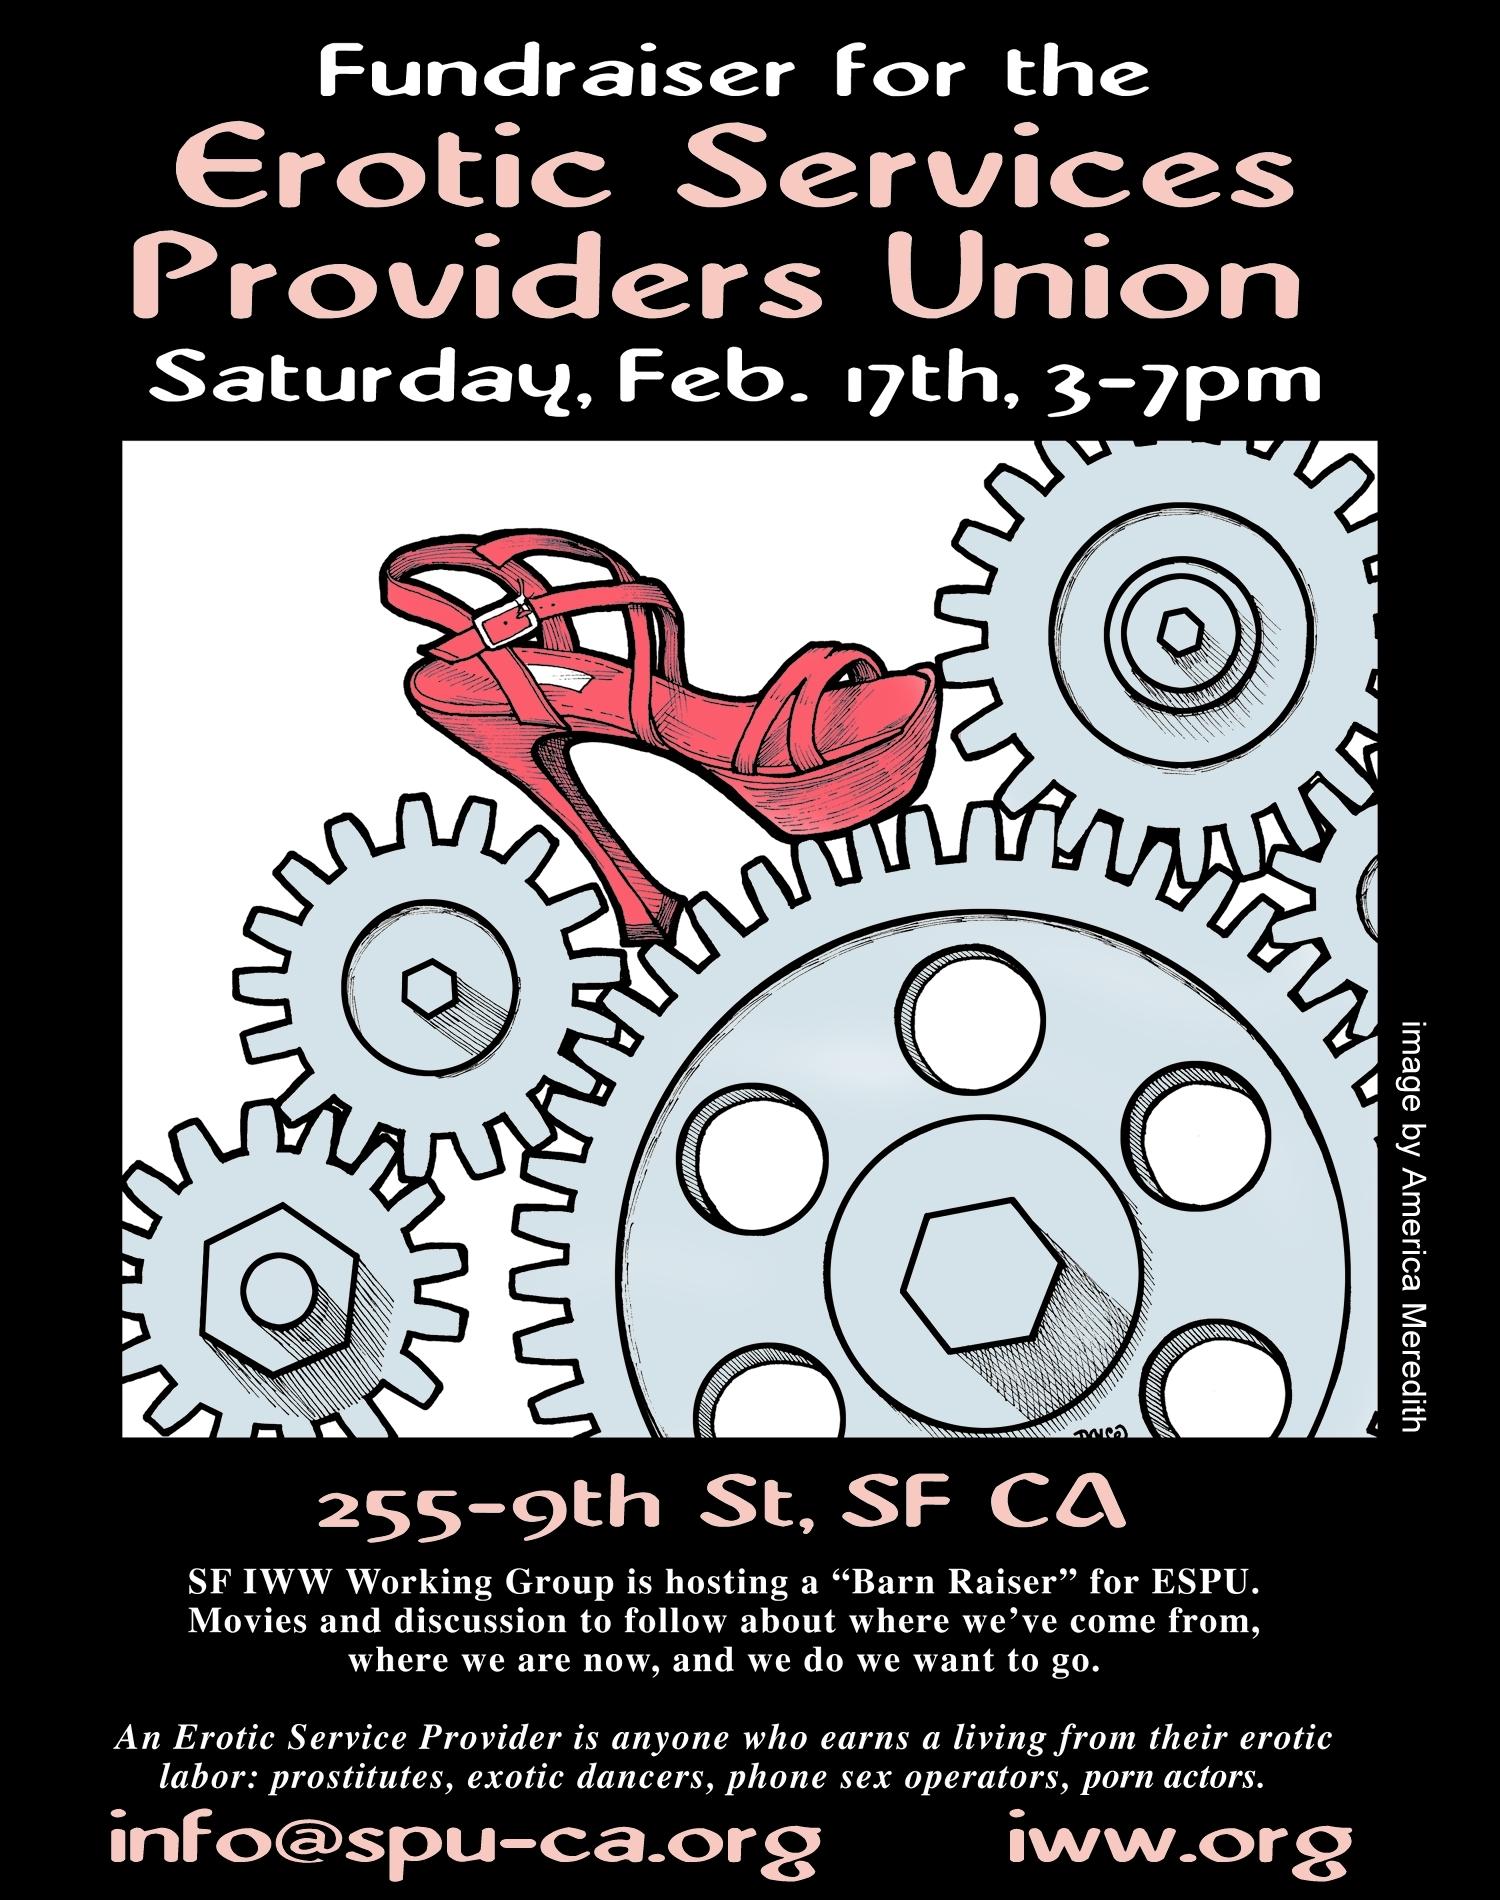 Fundraiser for the
Erotic Services
Providers Union
Saturday, Feb. 17th, 3-7pm
image by America Meredith
255-9th St, SF CA
SF IWW Working Group is hosting a “Barn Raiser” for ESPU.
Movies and discussion to follow about where we’ve come from,
where we are now, and we do we want to go.
An Erotic Service Provider is anyone who earns a living from their erotic
labor: prostitutes, exotic dancers, phone sex operators, porn actors.
info@spu-ca.org iww.org